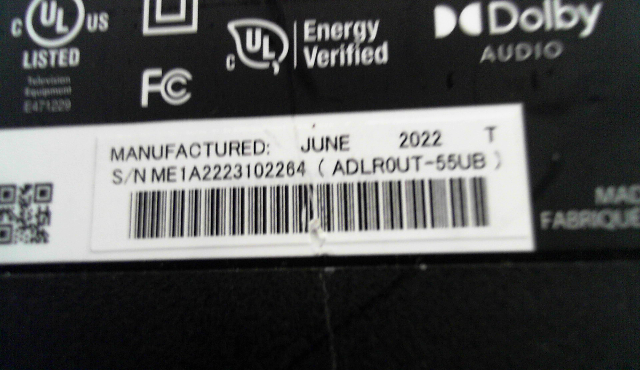 c UL US
LISTED
Television
Equipment
E471229
FC
c UL Energy
Verified
Dolby
AUDIO
MANUFACTURED: JUNE 2022 T
S/N ME1A2223102264 ( ADLR0UT-55UB )
MAD
FABRIQUÉ